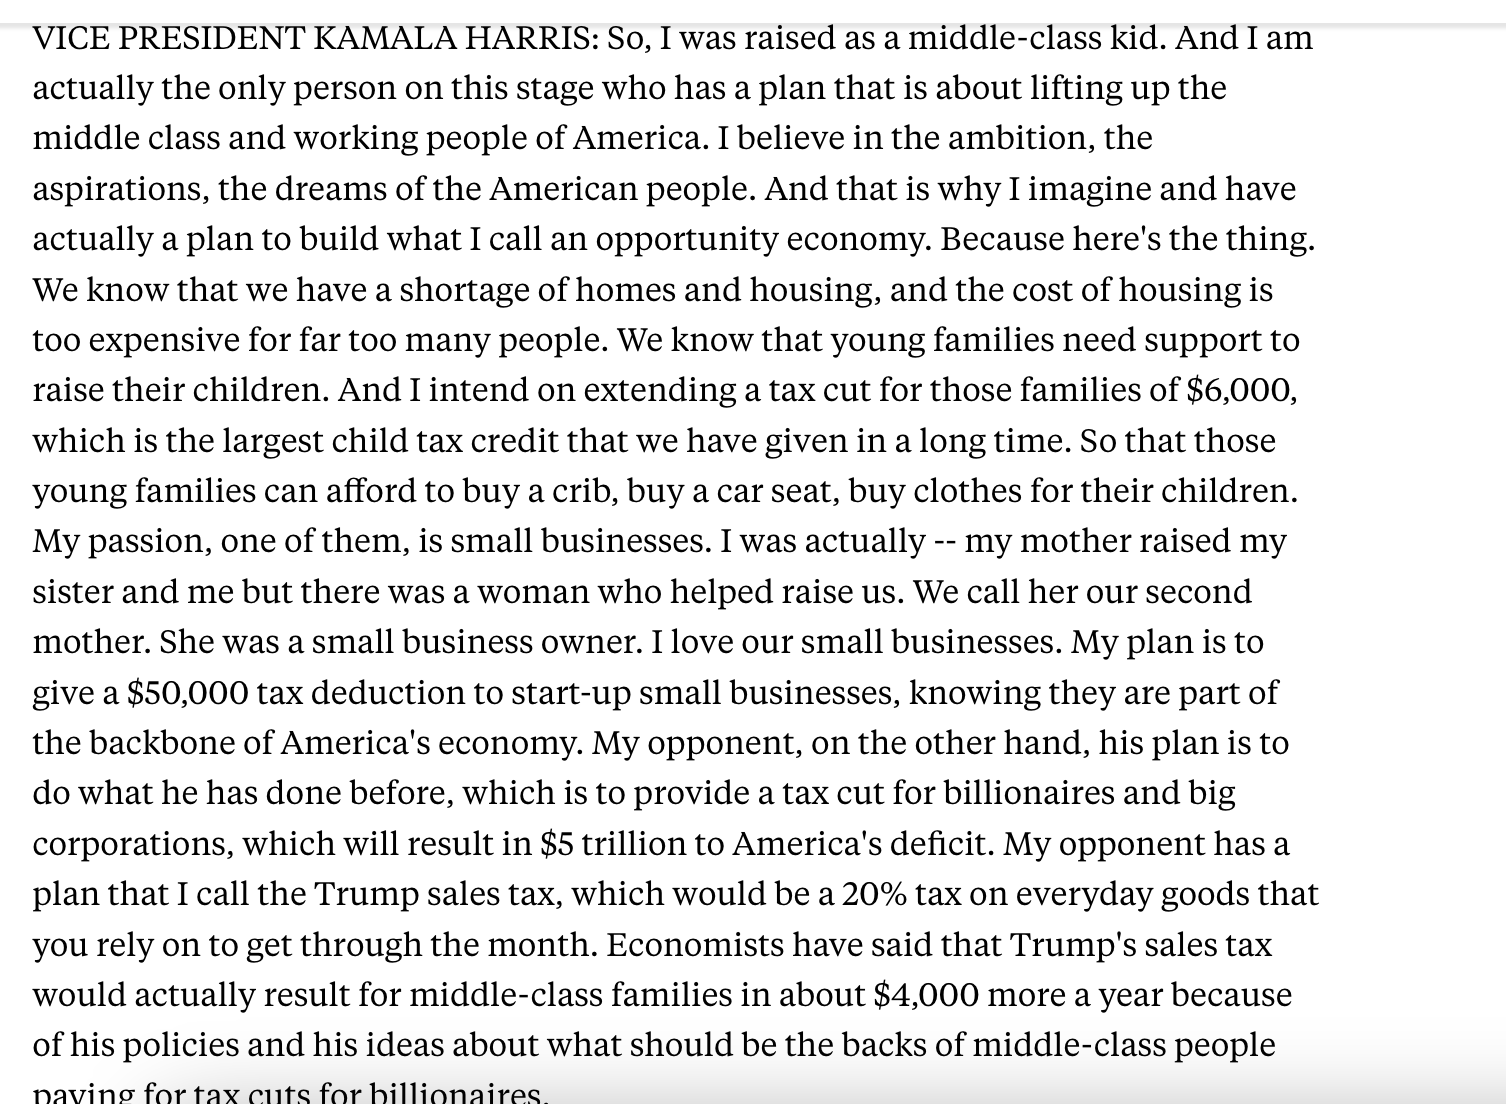 VICE PRESIDENT KAMALA HARRIS: So, I was raised as a middle-class kid. And I am
actually the only person on this stage who has a plan that is about lifting up the
middle class and working people of America. I believe in the ambition, the
aspirations, the dreams of the American people. And that is why I imagine and have
actually a plan to build what I call an opportunity economy. Because here's the thing.
We know that we have a shortage of homes and housing, and the cost of housing is
too expensive for far too many people. We know that young families need support to
raise their children. And I intend on extending a tax cut for those families of $6,000,
which is the largest child tax credit that we have given in a long time. So that those
young families can afford to buy a crib, buy a car seat, buy clothes for their children.
My passion, one of them, is small businesses. I was actually -- my mother raised my
sister and me but there was a woman who helped raise us. We call her our second
mother. She was a small business owner. I love our small businesses. My plan is to
give a $50,000 tax deduction to start-up small businesses, knowing they are part of
the backbone of America's economy. My opponent, on the other hand, his plan is to
do what he has done before, which is to provide a tax cut for billionaires and big
corporations, which will result in $5 trillion to America's deficit. My opponent has a
plan that I call the Trump sales tax, which would be a 20% tax on everyday goods that
you rely on to get through the month. Economists have said that Trump's sales tax
would actually result for middle-class families in about $4,000 more a year because
of his policies and his ideas about what should be the backs of middle-class people
paying for tax cuts for billionaires.